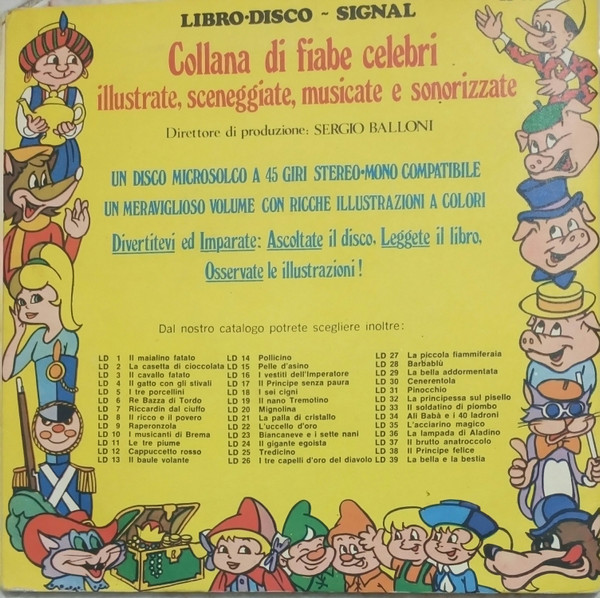 LIBRO-DISCO ~ SIGNAL
Collana di fiabe celebri
illustrate, sceneggiate, musicate e sonorizzate
Direttore di produzione: SERGIO BALLONI
UN DISCO MICROSOLCO A 45 GIRI STEREO-MONO COMPATIBILE
UN MERAVIGLIOSO VOLUME CON RICCHE ILLUSTRAZIONI A COLORI
Divertitevi ed Imparate: Ascoltate il disco, Leggete il libro,
Osservate le illustrazioni!
Dal nostro catalogo potrete scegliere inoltre:
LD 1 Il maialino fatato
LD 2 La casetta di cioccolata
LD 3 Il cavallo fatato
LD 4 Il gatto con gli stivali
LD 5 I tre porcellini
LD 6 Re Bazza di Tordo
LD 7 Riccardin dal ciuffo
LD 8 Il ricco e il povero
LD 9 Raperonzola
LD 10 I musicanti di Brema
LD 11 Le tre piume
LD 12 Cappuccetto rosso
LD 13 Il baule volante
LD 14 Pollicino
LD 15 Pelle d'asino
LD 16 I vestiti dell'Imperatore
LD 17 Il Principe senza paura
LD 18 I sei cigni
LD 19 Il nano Tremotino
LD 20 Mignolina
LD 21 La palla di cristallo
LD 22 L'uccello d'oro
LD 23 Biancaneve e i sette nani
LD 24 Il gigante egoista
LD 25 Tredicino
LD 26 I tre capelli d'oro del diavolo
LD 27 La piccola fiammiferaia
LD 28 Barbablù
LD 29 La bella addormentata
LD 30 Cenerentola
LD 31 Pinocchio
LD 32 La principessa sul pisello
LD 33 Il soldatino di piombo
LD 34 Ali Babà e i 40 ladroni
LD 35 L'acciarino magico
LD 36 La lampada di Aladino
LD 37 Il brutto anatroccolo
LD 38 Il Principe felice
LD 39 La bella e la bestia